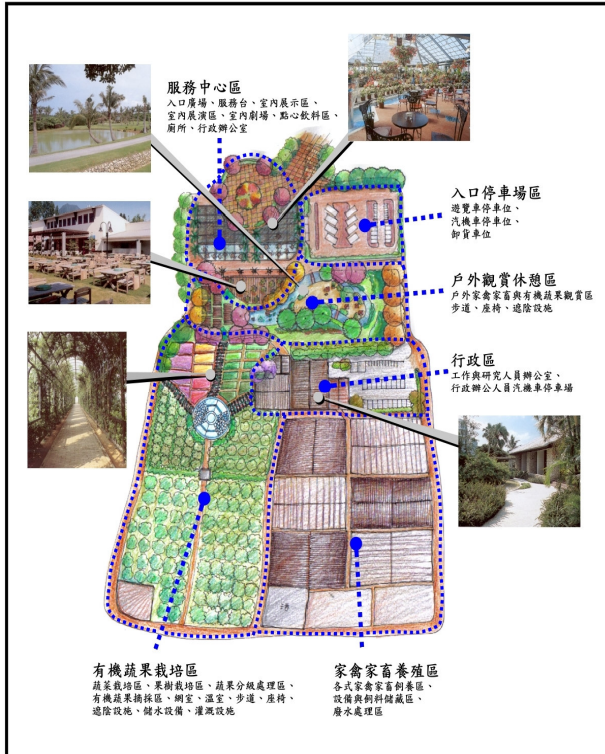 服務中心區
入口廣場、服務台、室內展示區、
室內展演區、室內劇場、點心飲料區、
廁所、行政辦公室
入口停車場區
遊覽車停車位、
汽機車停車位、
卸貨車位
戶外觀賞休憩區
戶外家禽家畜與有機蔬果觀賞區
步道、座椅、遮陰設施
行政區
工作與研究人員辦公室、
行政辦公人員汽機車停車場
有機蔬果栽培區
蔬菜栽培區、果樹栽培區、蔬果分級處理區、
有機蔬果摘採區、網室、溫室、步道、座椅、
遮陰設施、儲水設備、灌溉設施
家禽家畜養殖區
各式家禽家畜飼養區、
設備與飼料儲藏區、
廢水處理區